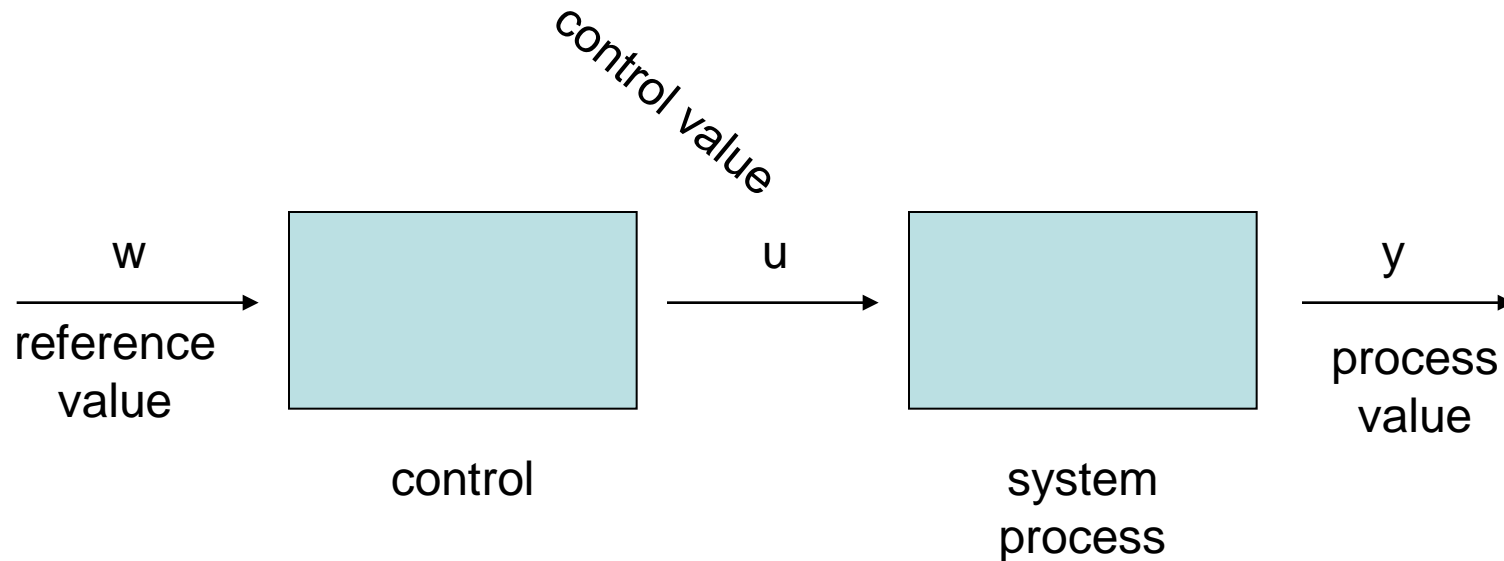 control value
w
u
y
reference
value
process
value
control
system
process